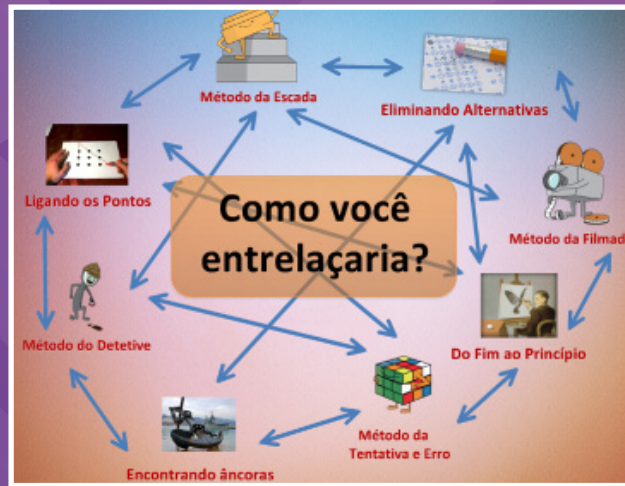 Método da Escada
Eliminando Alternativas
Ligando os Pontos
Como você
entrelaçaria?
Método da Filmad
Método do Detetive
Do Fim ao Princípio
Método da
Tentativa e Erro
Encontrando âncoras